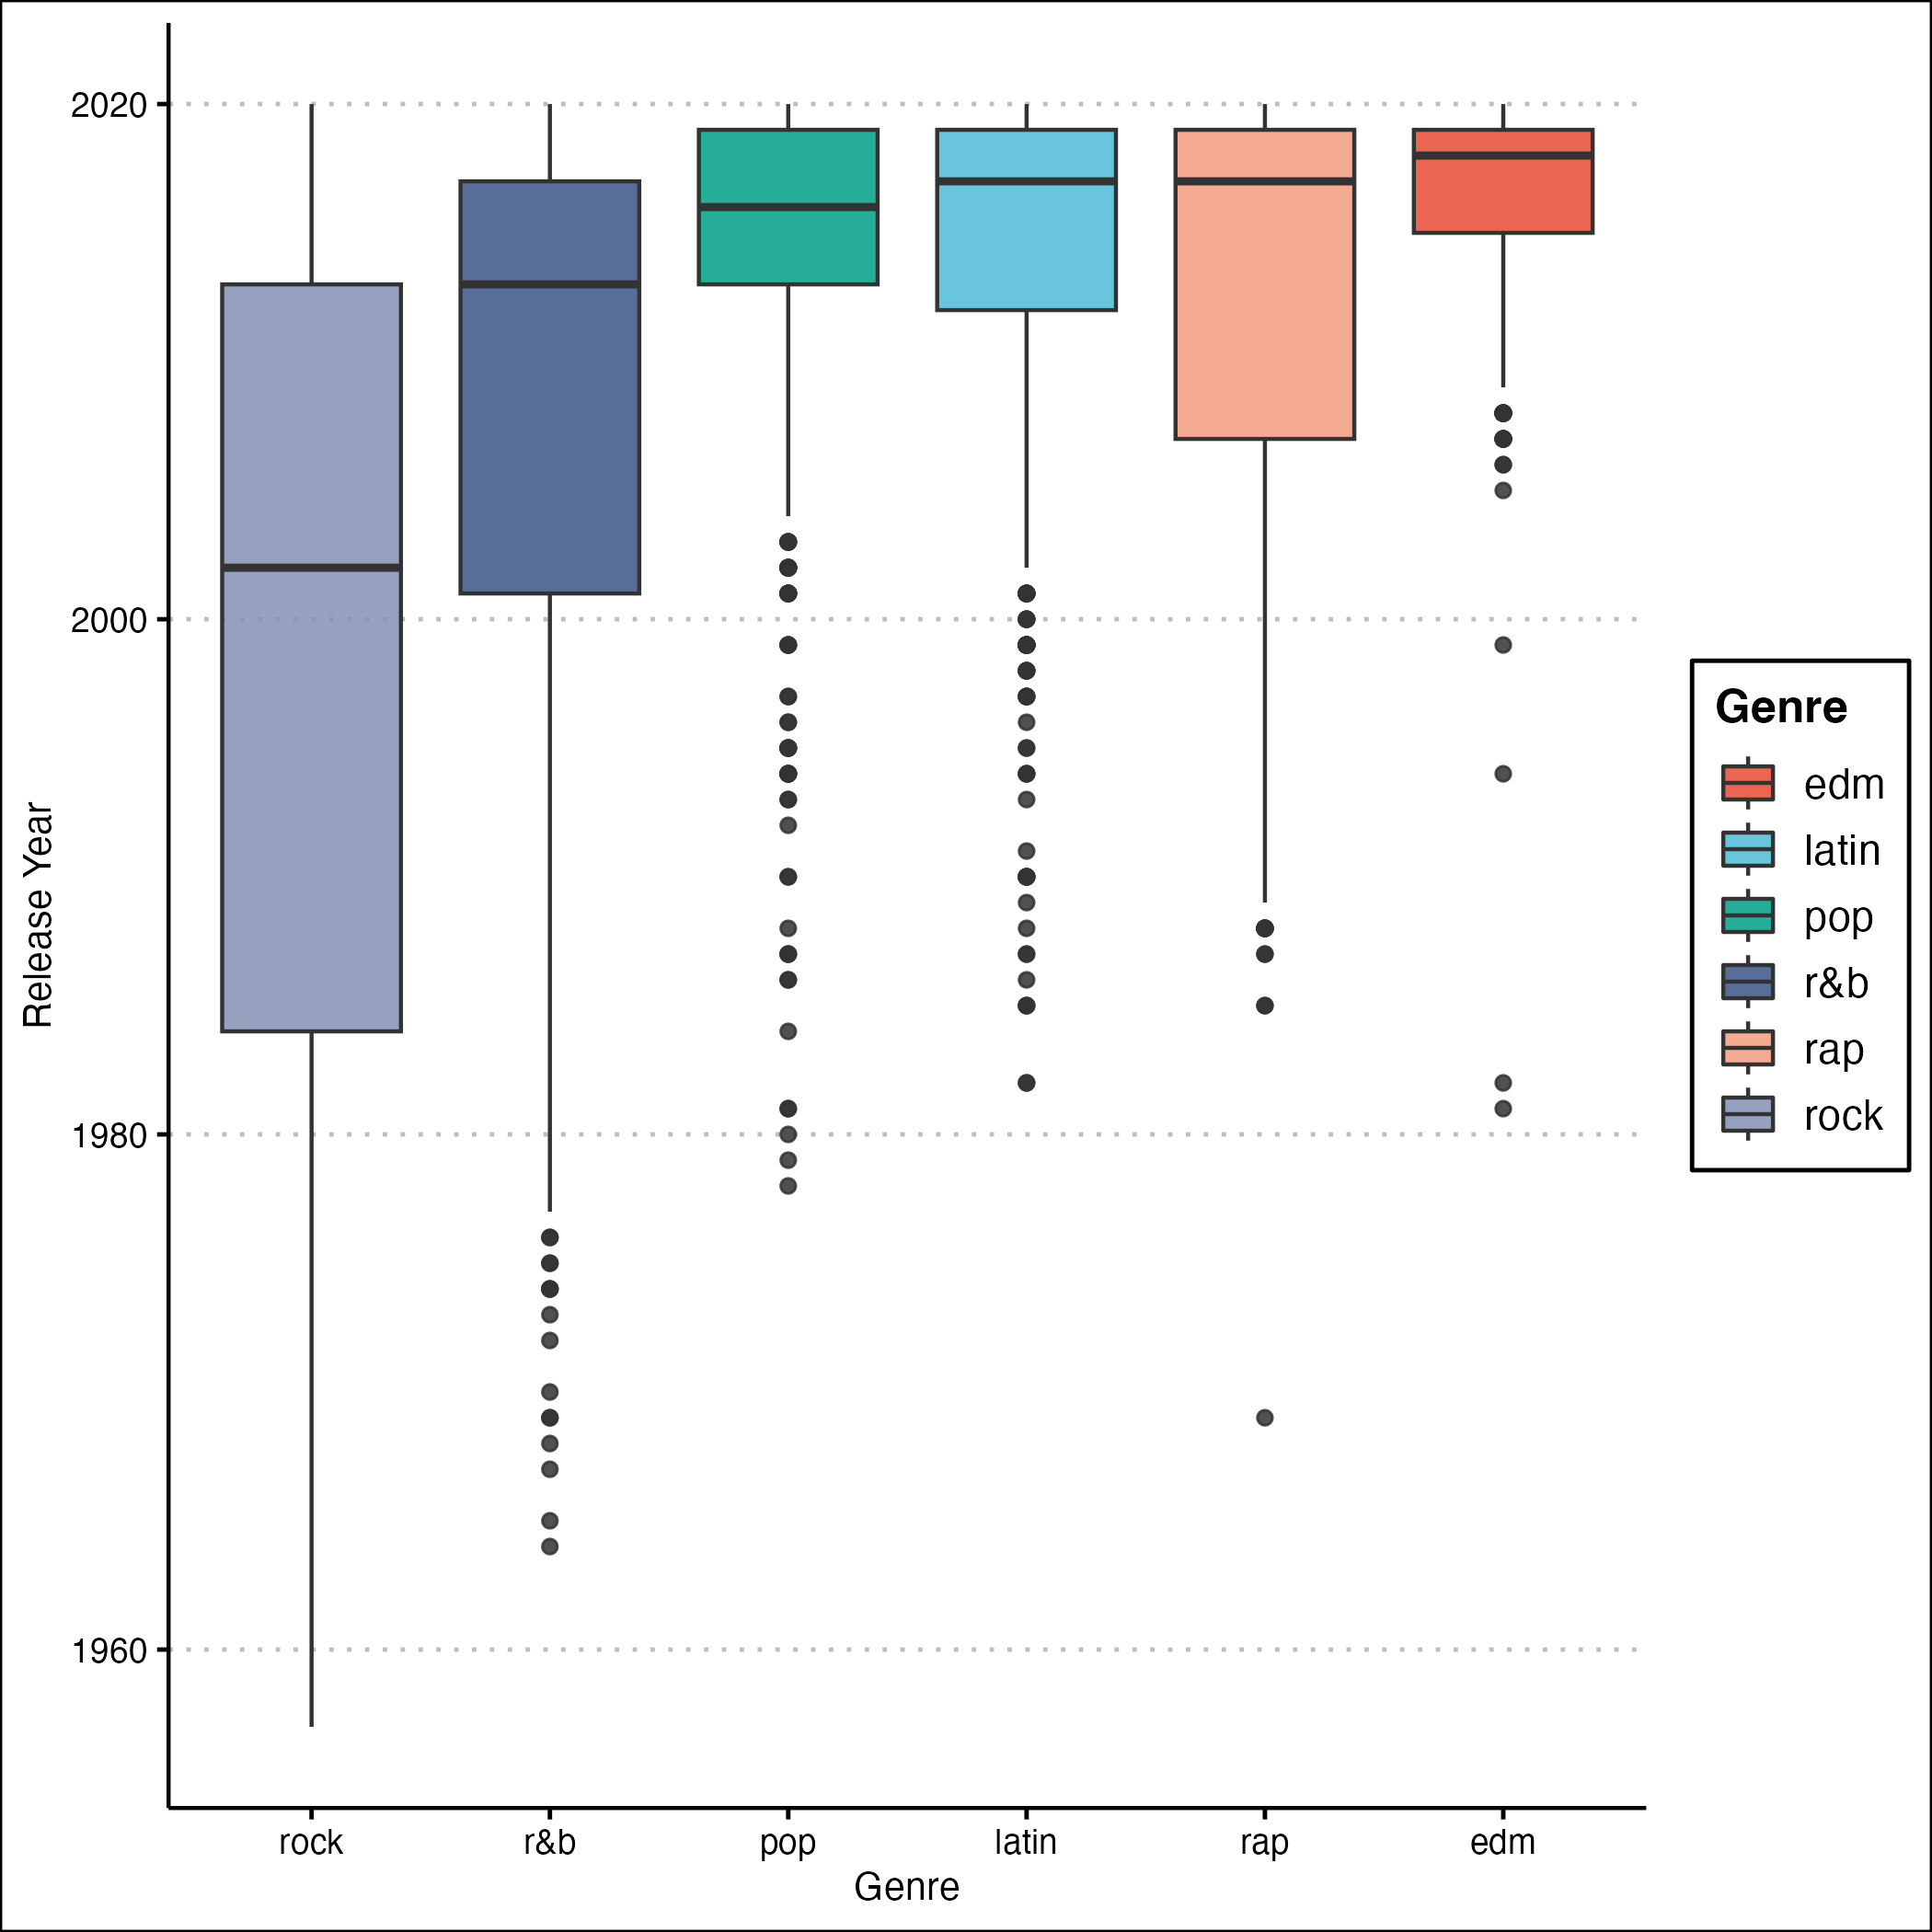 2020
2000
1980
1960
Release Year
rock
r&b
pop
latin
rap
edm
Genre
Genre
edm
latin
pop
r&b
rap
rock